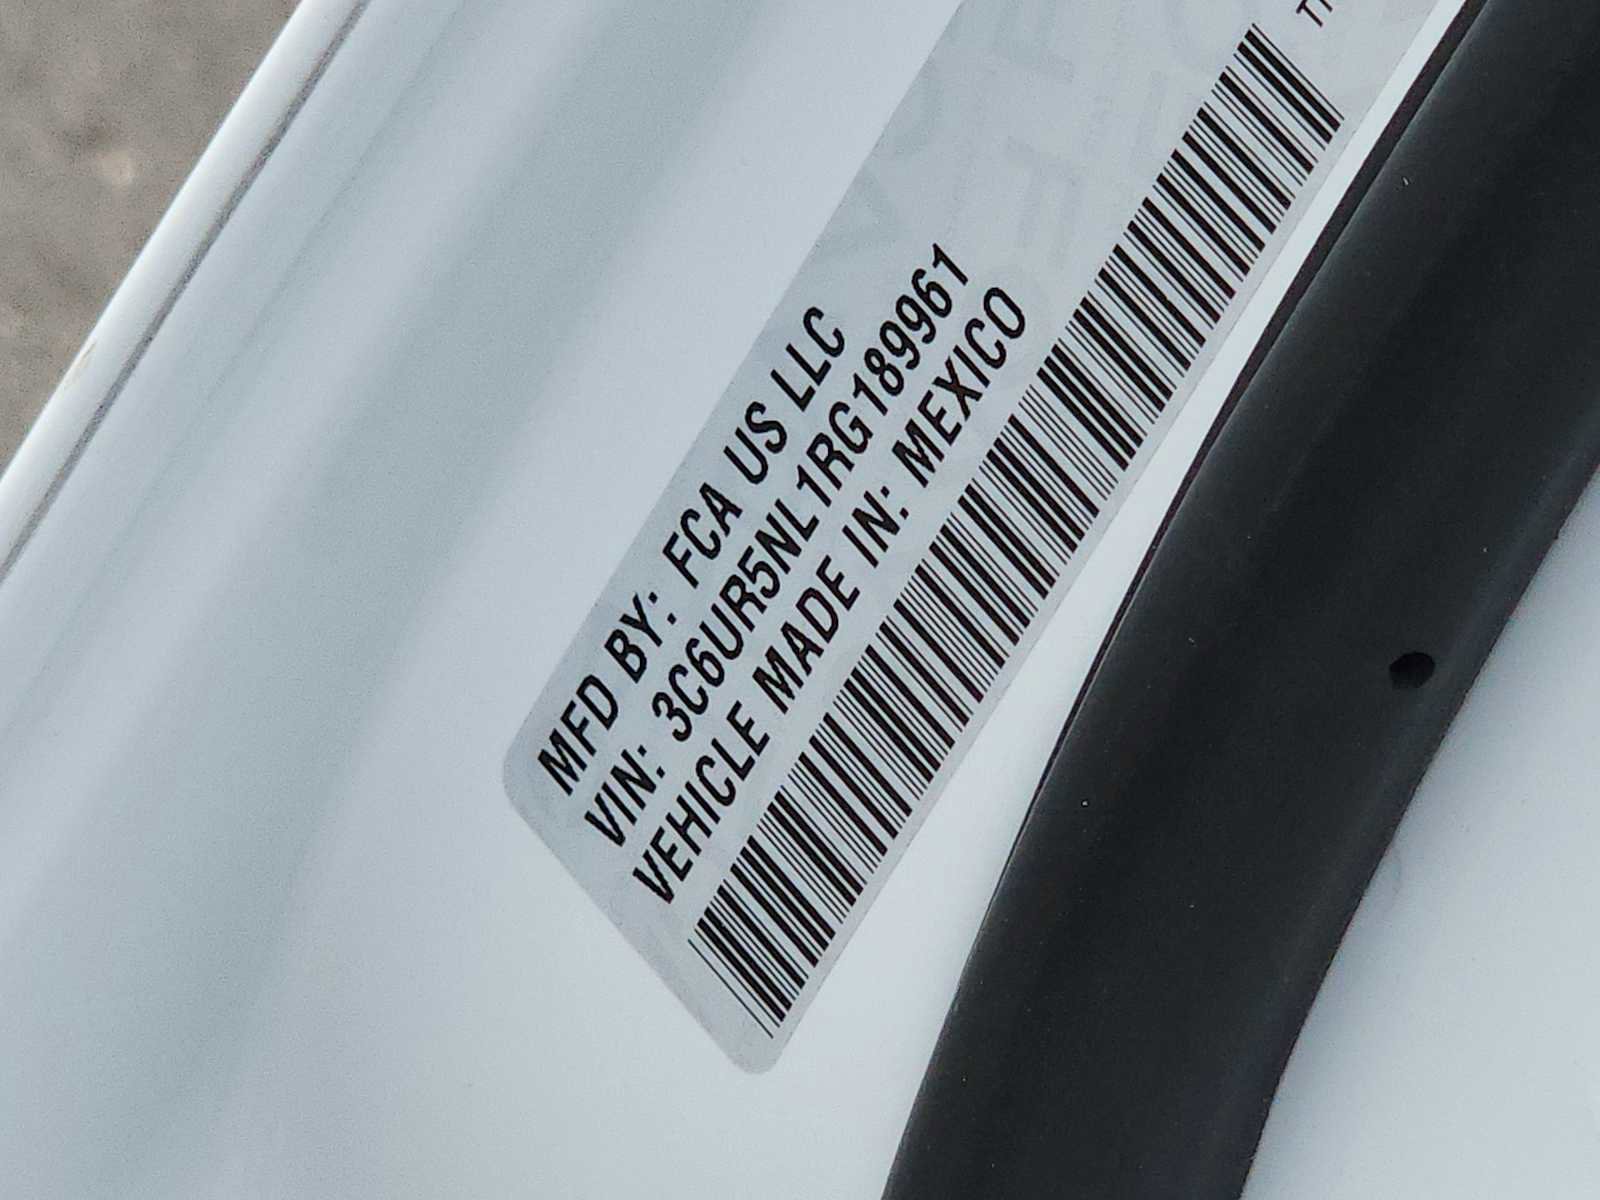 MFD BY: FCA US LLC
VIN: 3C6UR5NL1RG189961
VEHICLE MADE IN: MEXICO